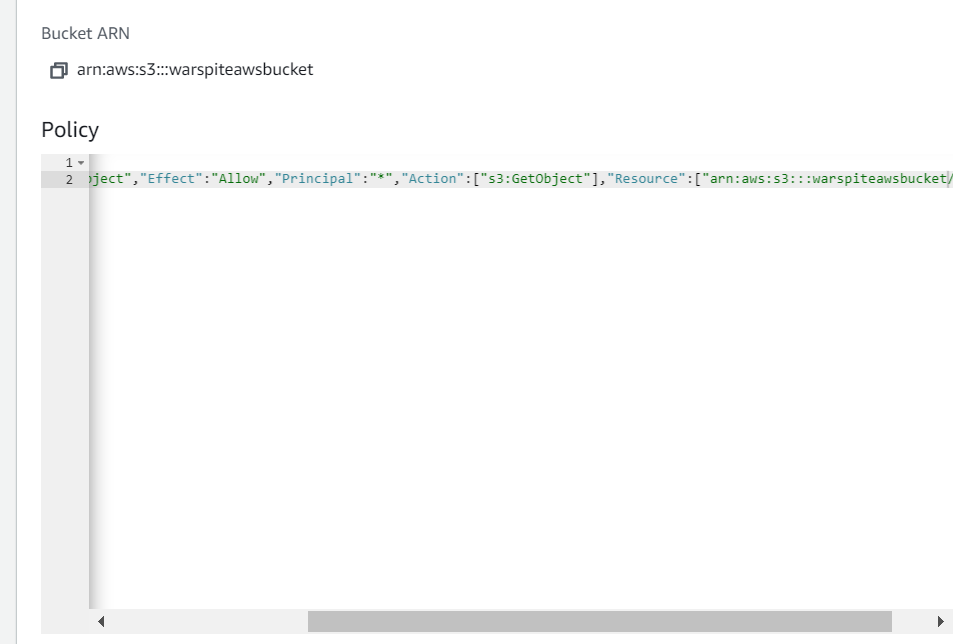 Bucket ARN
arn:aws:s3:::warspiteawsbucket
Policy
1
2 ject","Effect":"Allow","Principal":"*","Action":["s3:GetObject"],"Resource":["arn:aws:s3:::warspiteawsbucket/